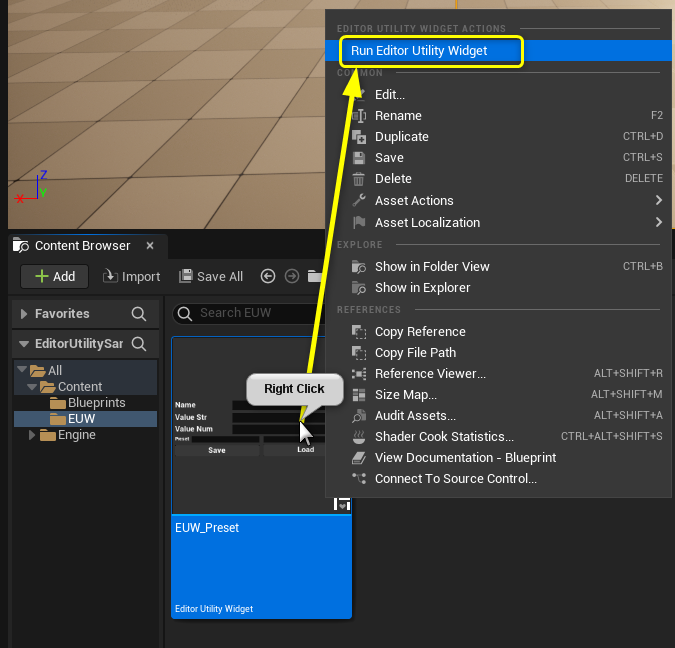 EDITOR UTILITY WIDGET ACTIONS
Run Editor Utility Widget
COMMON
Edit...
Rename F2
Duplicate CTRL+D
Save CTRL+S
Delete DELETE
Asset Actions
Asset Localization
EXPLORE
Show in Folder View CTRL+B
Show in Explorer
REFERENCES
Copy Reference
Copy File Path
Reference Viewer... ALT+SHIFT+R
Size Map... ALT+SHIFT+M
Audit Assets... ALT+SHIFT+A
Shader Cook Statistics... CTRL+ALT+SHIFT+S
View Documentation - Blueprint
Connect To Source Control...
Z
X
Y
Content Browser
Add Import Save All
Favorites
EditorUtilitySar
All
Content
Blueprints
EUW
Engine
Search EUW
Right Click
Name
Value Str
Value Num
Preset
Save Load
EUW_Preset
Editor Utility Widget